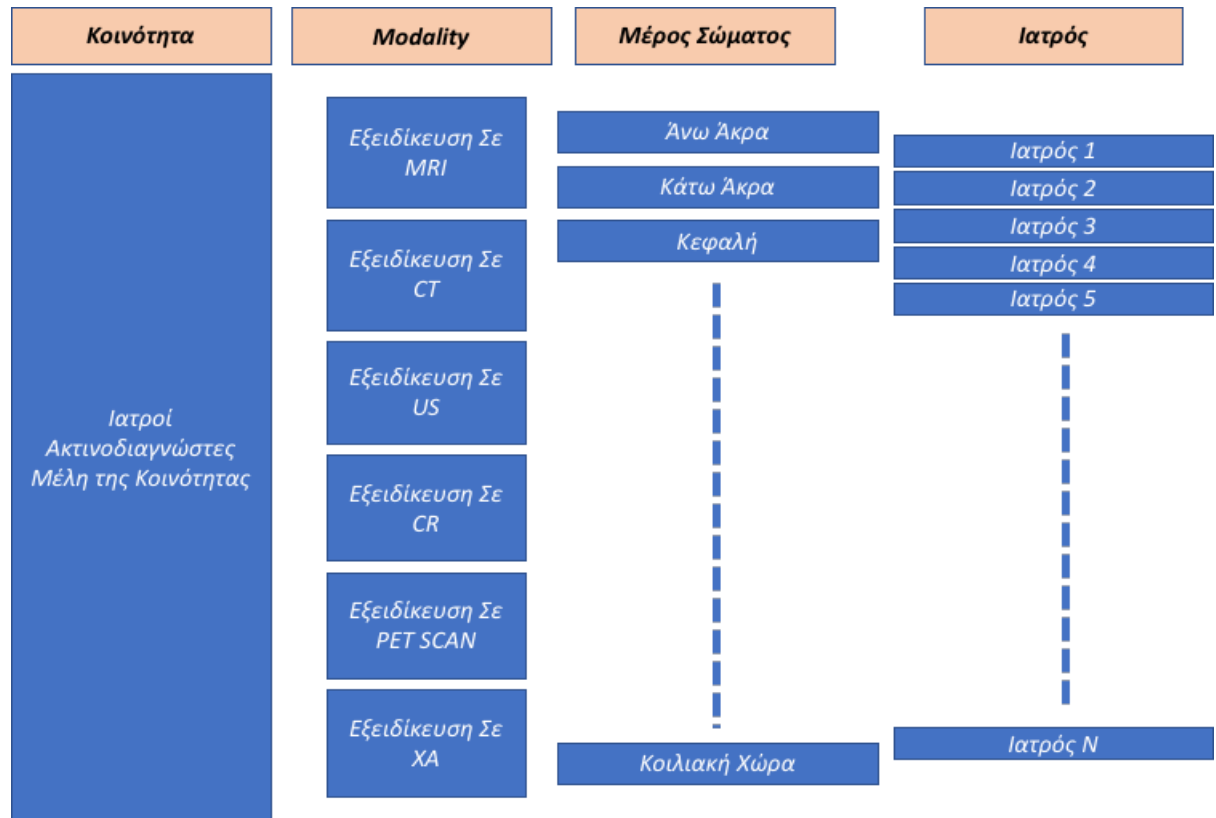 Κοινότητα
Modality
Μέρος Σώματος
Ιατρός
Ιατροί
Ακτινοδιαγνώστες
Μέλη της Κοινότητας
Εξειδίκευση Σε
MRI
Εξειδίκευση Σε
CT
Εξειδίκευση Σε
US
Εξειδίκευση Σε
CR
Εξειδίκευση Σε
PET SCAN
Εξειδίκευση Σε
XA
Άνω Άκρα
Κάτω Άκρα
Κεφαλή
Κοιλιακή Χώρα
Ιατρός 1
Ιατρός 2
Ιατρός 3
Ιατρός 4
Ιατρός 5
Ιατρός Ν